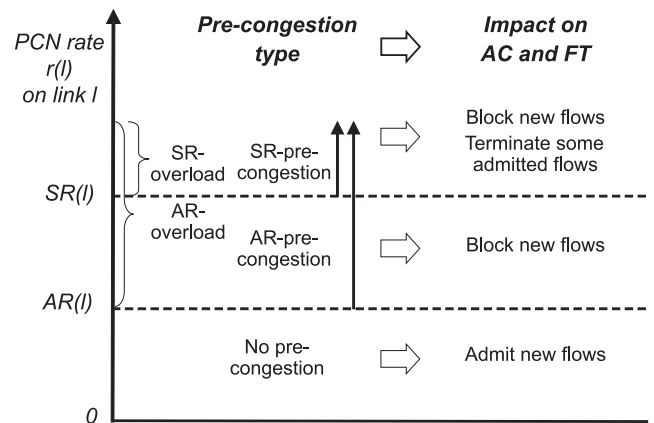 PCN rate
r(l)
on link l
Pre-congestion
type
Impact on
AC and FT
SR-
overload
SR-pre-
congestion
Block new flows
Terminate some
admitted flows
SR(l)
AR-
overload
AR-pre-
congestion
Block new flows
AR(l)
No pre-
congestion
Admit new flows
0